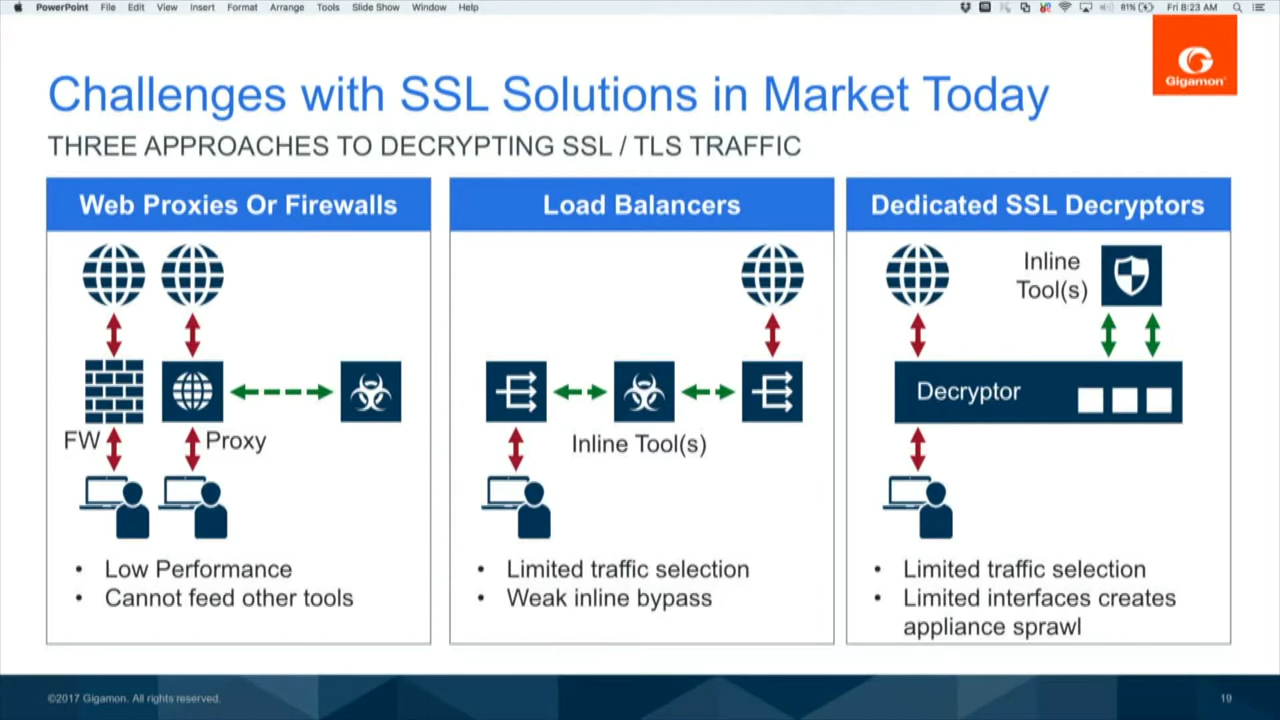 PowerPoint File Edit View Insert Format Arrange Tools Slide Show Window Help 81% Fri 8:23 AM
Gigamon
Challenges with SSL Solutions in Market Today
THREE APPROACHES TO DECRYPTING SSL / TLS TRAFFIC
Web Proxies Or Firewalls
FW
Proxy
• Low Performance
• Cannot feed other tools
Load Balancers
Inline Tool(s)
• Limited traffic selection
• Weak inline bypass
Dedicated SSL Decryptors
Inline
Tool(s)
Decryptor
• Limited traffic selection
• Limited interfaces creates
appliance sprawl
©2017 Gigamon. All rights reserved.
19